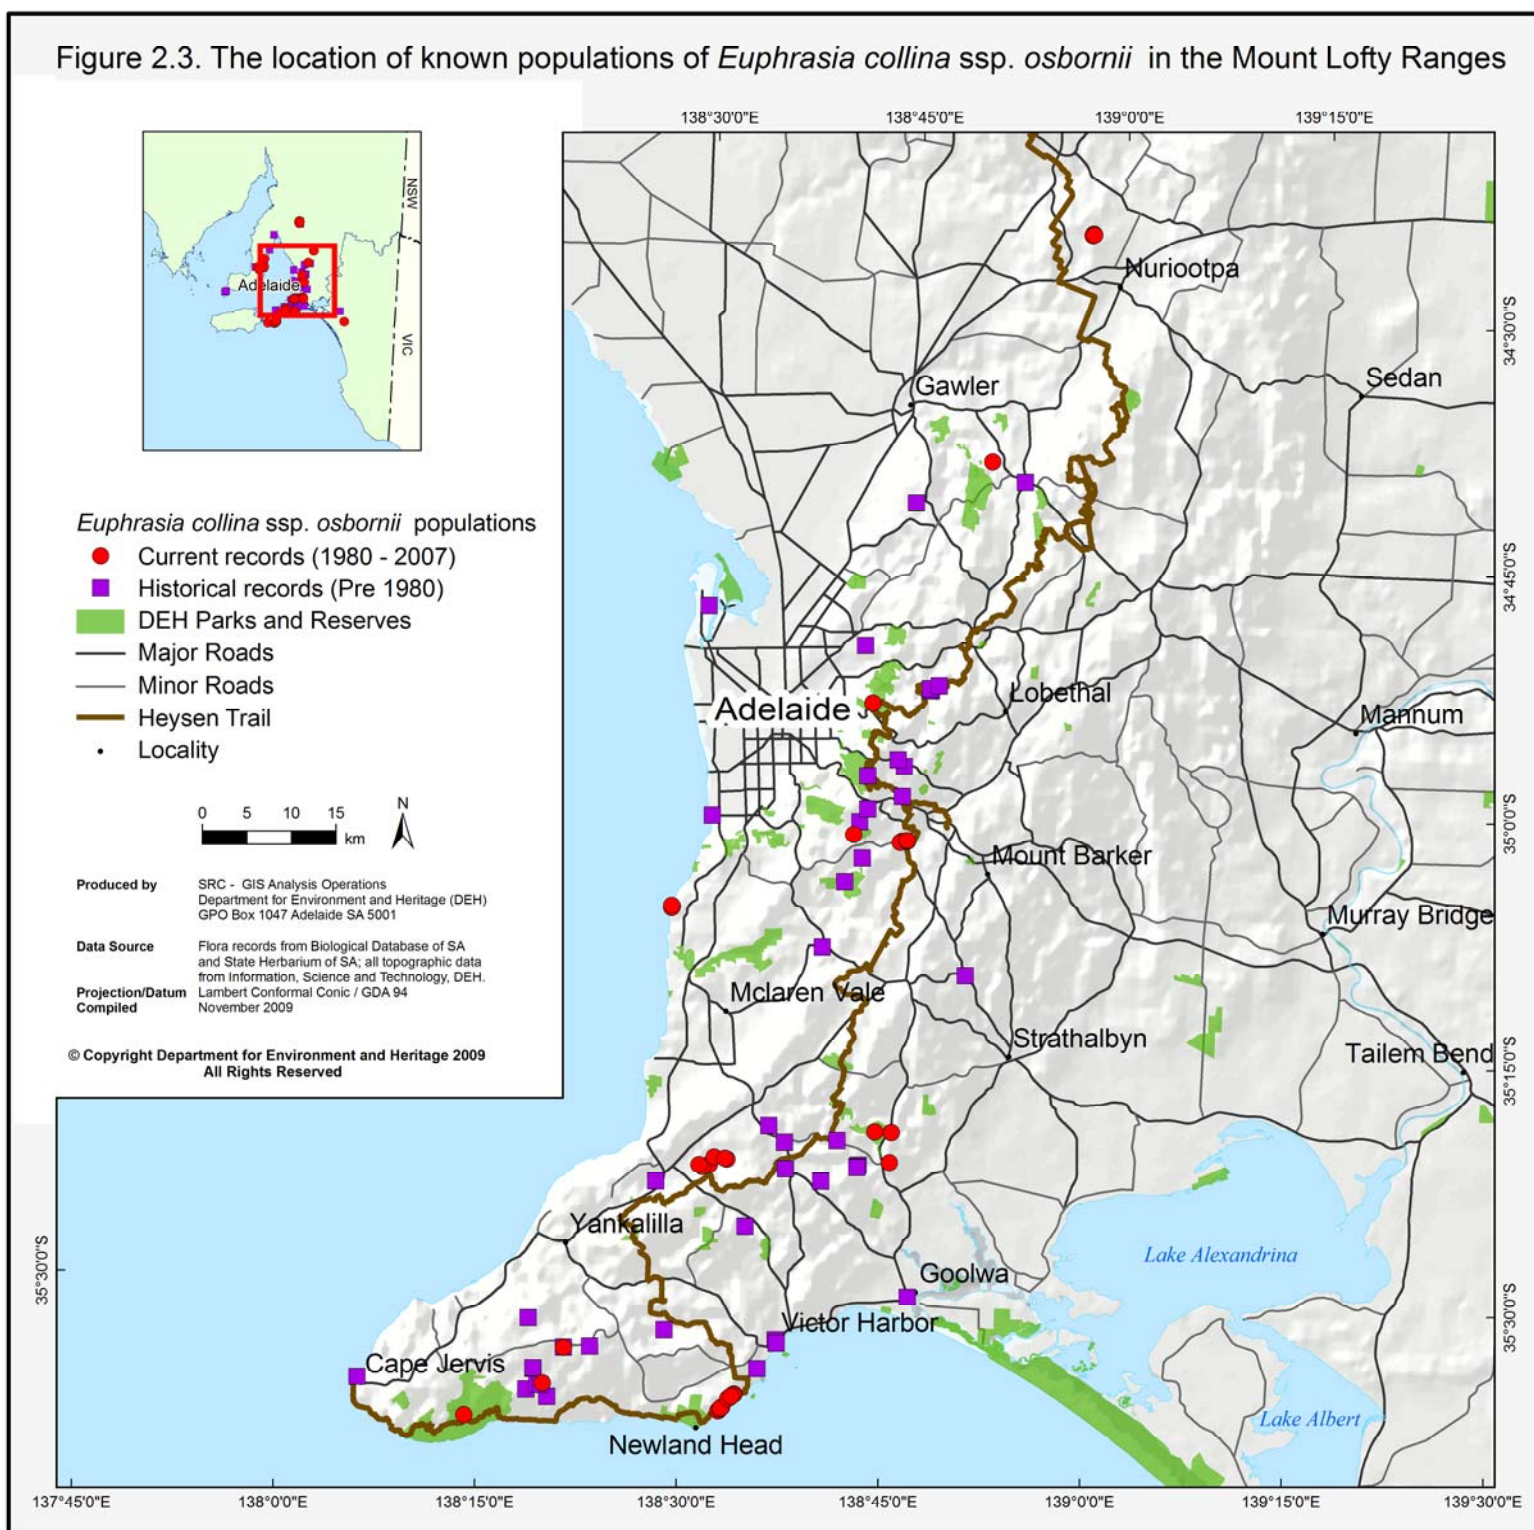 Figure 2.3. The location of known populations of Euphrasia collina ssp. osbornii in the Mount Lofty Ranges
138°30'0"E 138°45'0"E 139°0'0"E 139°15'0"E
NSW
Adelaide
VIC
Nuriootpa
34°30'0"S
Gawler
Sedan
Euphrasia collina ssp. osbornii populations
Current records (1980 - 2007)
Historical records (Pre 1980)
DEH Parks and Reserves
Major Roads
Minor Roads
Heysen Trail
Locality
34°45'0"S
Lobethal
Adelaide
Mannum
0 5 10 15
km
N
35°0'0"S
Mount Barker
Murray Bridge
Produced by SRC - GIS Analysis Operations
Department for Environment and Heritage (DEH)
GPO Box 1047 Adelaide SA 5001
Data Source Flora records from Biological Database of SA
and State Herbarium of SA; all topographic data
from Information, Science and Technology, DEH.
Projection/Datum Lambert Conformal Conic / GDA 94
Compiled November 2009
© Copyright Department for Environment and Heritage 2009
All Rights Reserved
Mclaren Vale
Strathalbyn
Tailem Bend
35°15'0"S
Yankalilla
35°30'0"S
Lake Alexandrina
Goolwa
Victor Harbor
35°30'0"S
Cape Jervis
Lake Albert
Newland Head
137°45'0"E 138°0'0"E 138°15'0"E 138°30'0"E 138°45'0"E 139°0'0"E 139°15'0"E 139°30'0"E